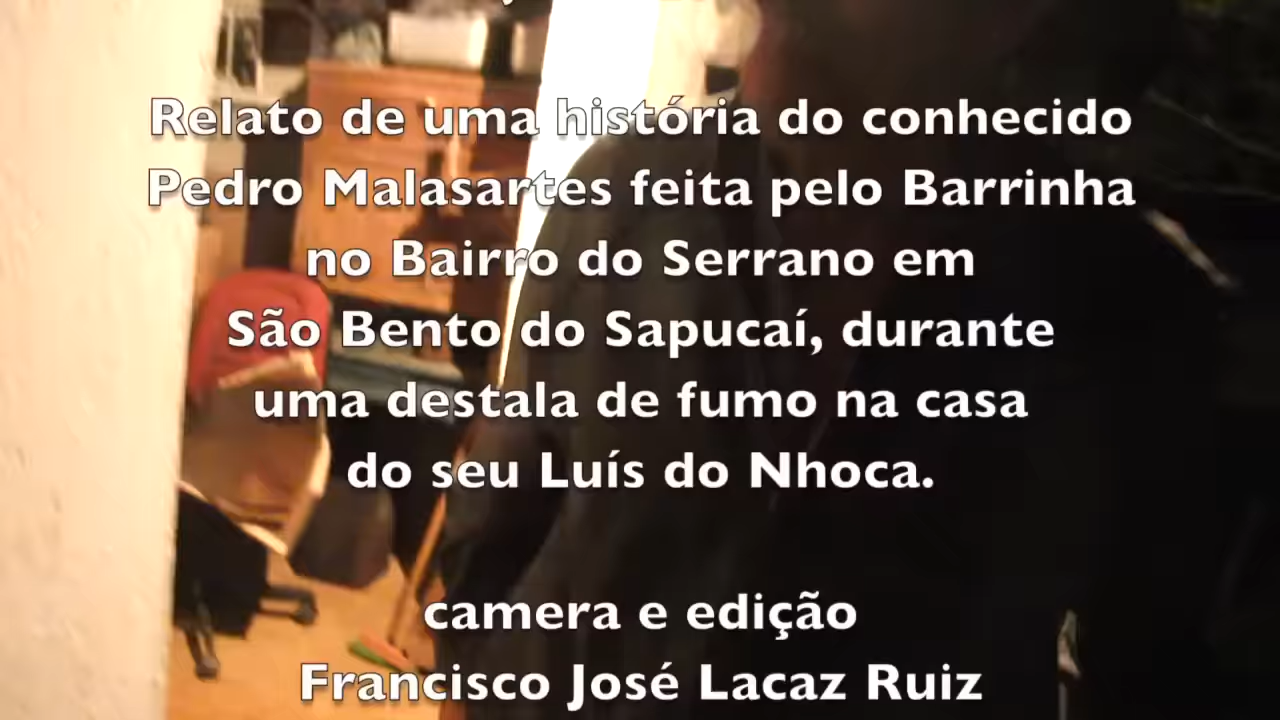 Relato de uma história do conhecido
Pedro Malasartes feita pelo Barrinha
no Bairro do Serrano em
São Bento do Sapucaí, durante
uma destala de fumo na casa
do seu Luís do Nhoca.
camera e edição
Francisco José Lacaz Ruiz